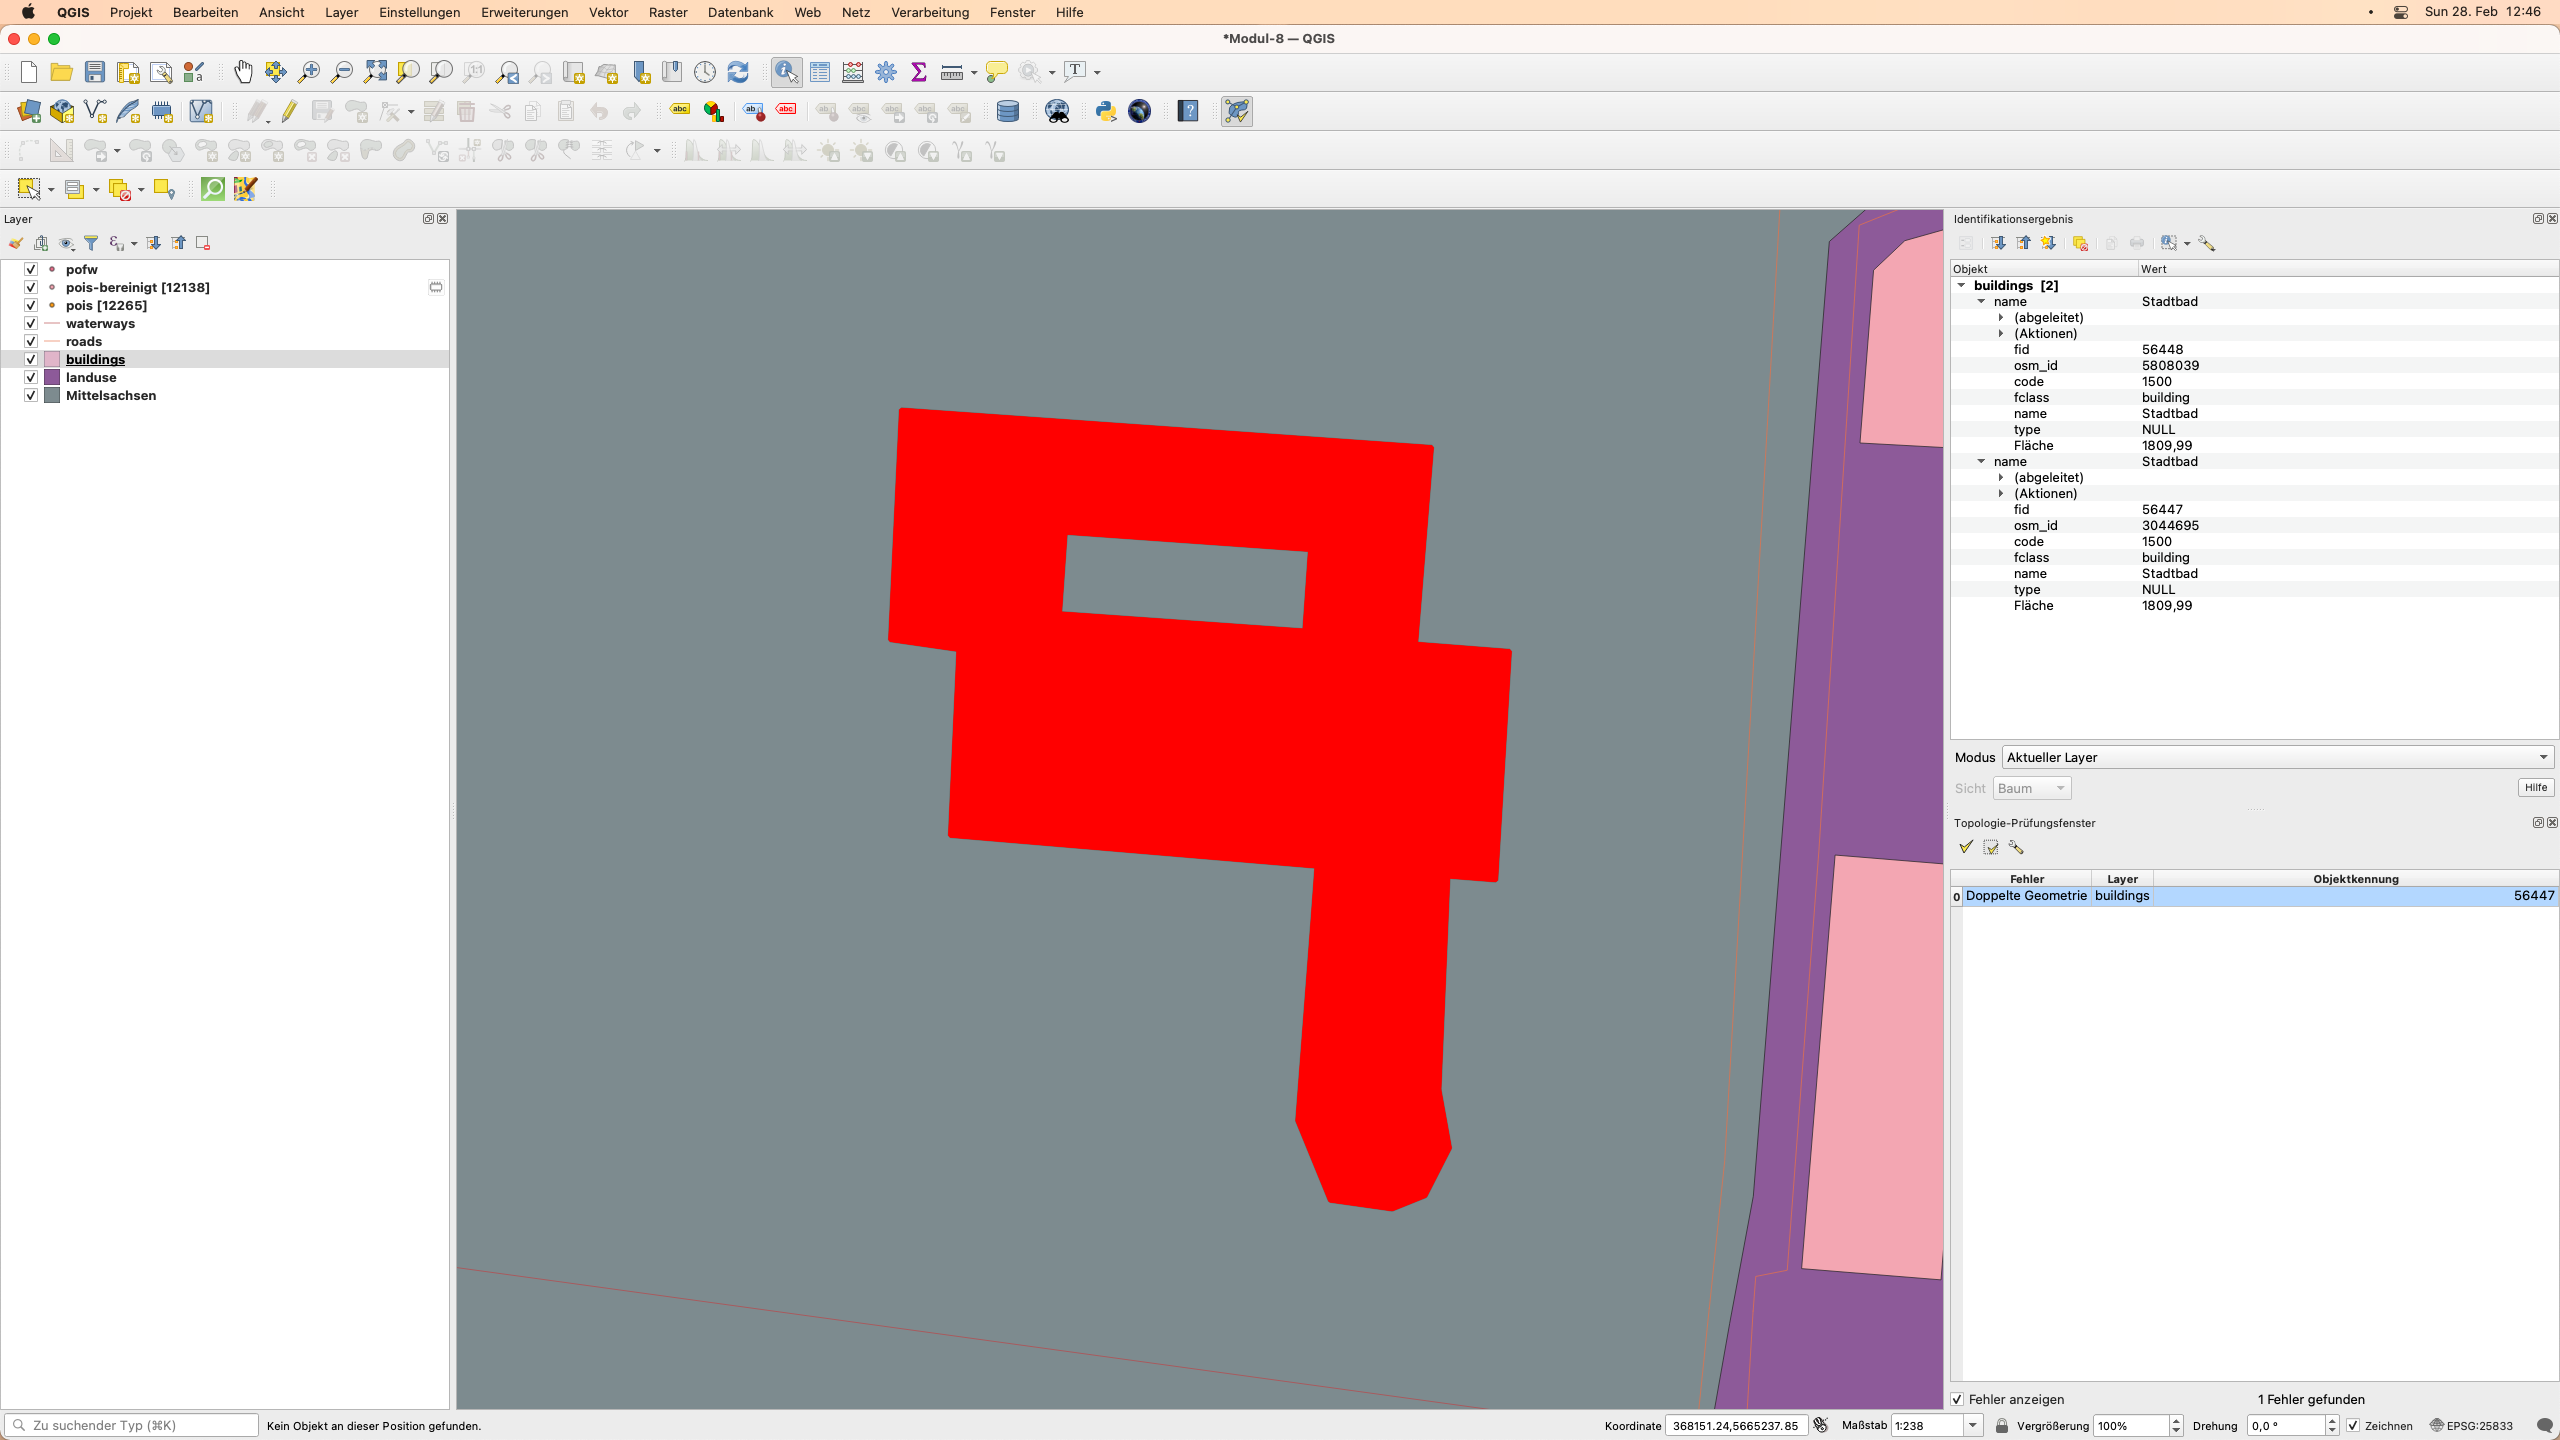 QGIS Projekt Bearbeiten Ansicht Layer Einstellungen Erweiterungen Vektor Raster Datenbank Web Netz Verarbeitung Fenster Hilfe Sun 28. Feb 12:46
*Modul-8 — QGIS
Layer
pofw
pois-bereinigt [12138]
pois [12265]
waterways
roads
buildings
landuse
Mittelsachsen
Identifikationsergebnis
Objekt Wert
buildings [2]
name Stadtbad
(abgeleitet)
(Aktionen)
fid 56448
osm_id 5808039
code 1500
fclass building
name Stadtbad
type NULL
Fläche 1809,99
name Stadtbad
(abgeleitet)
(Aktionen)
fid 56447
osm_id 3044695
code 1500
fclass building
name Stadtbad
type NULL
Fläche 1809,99
Modus Aktueller Layer
Sicht Baum Hilfe
Topologie-Prüfungsfenster
Fehler Layer Objektkennung
0 Doppelte Geometrie buildings 56447
Fehler anzeigen 1 Fehler gefunden
Zu suchender Typ (⌘K) Kein Objekt an dieser Position gefunden. Koordinate 368151.24,5665237.85 Maßstab 1:238 Vergrößerung 100% Drehung 0,0 ° Zeichnen EPSG:25833